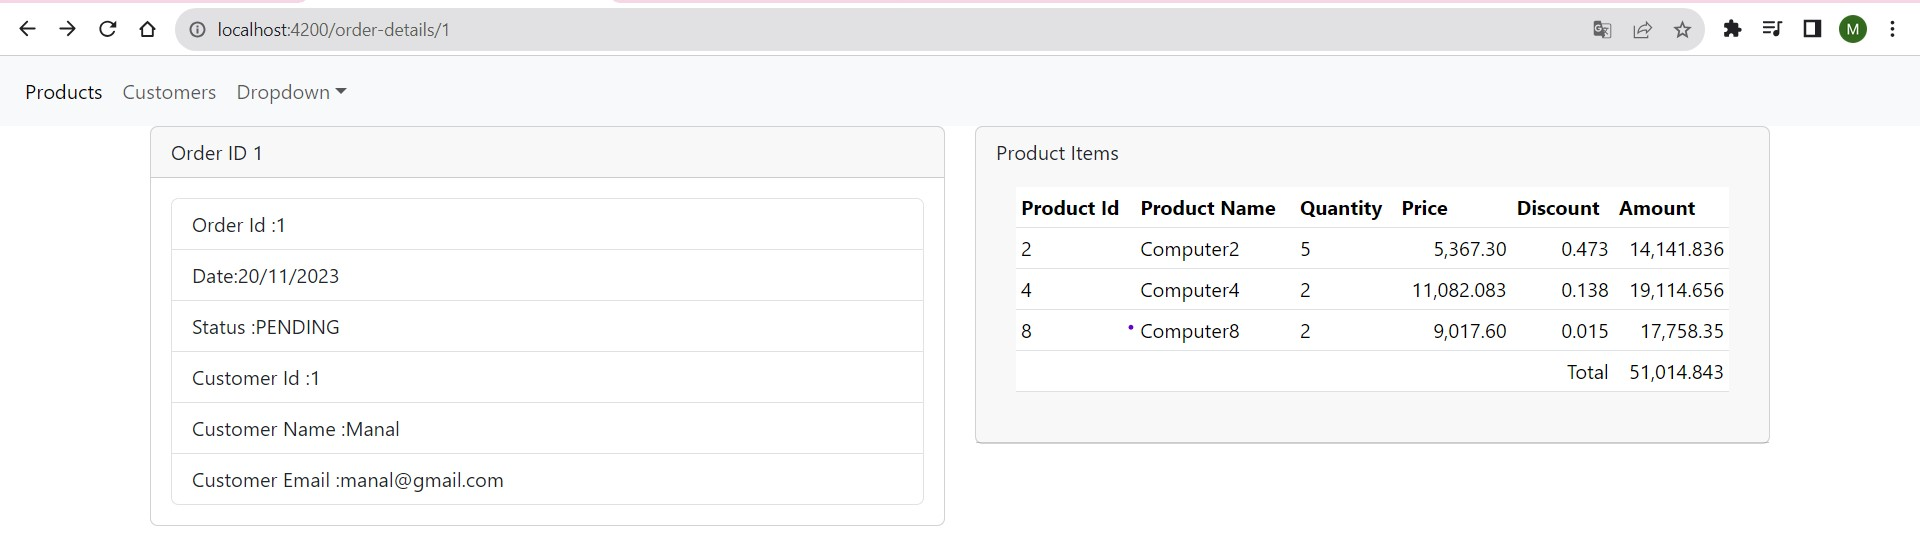 localhost:4200/order-details/1
M
Products Customers Dropdown
Order ID 1
Order Id :1
Date:20/11/2023
Status :PENDING
Customer Id :1
Customer Name :Manal
Customer Email :manal@gmail.com
Product Items
Product Id Product Name Quantity Price Discount Amount
2 Computer2 5 5,367.30 0.473 14,141.836
4 Computer4 2 11,082.083 0.138 19,114.656
8 Computer8 2 9,017.60 0.015 17,758.35
Total 51,014.843